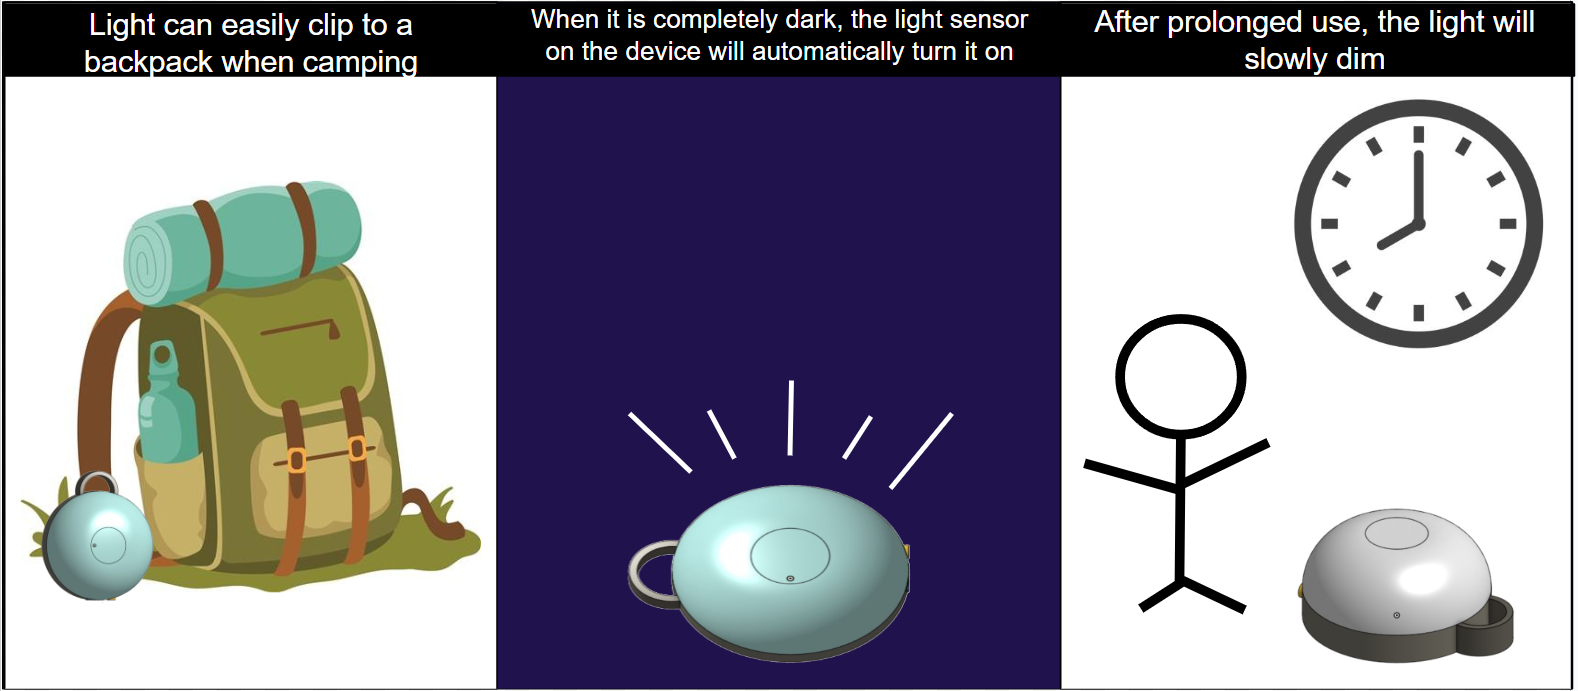 Light can easily clip to a
backpack when camping
When it is completely dark, the light sensor
on the device will automatically turn it on
After prolonged use, the light will
slowly dim